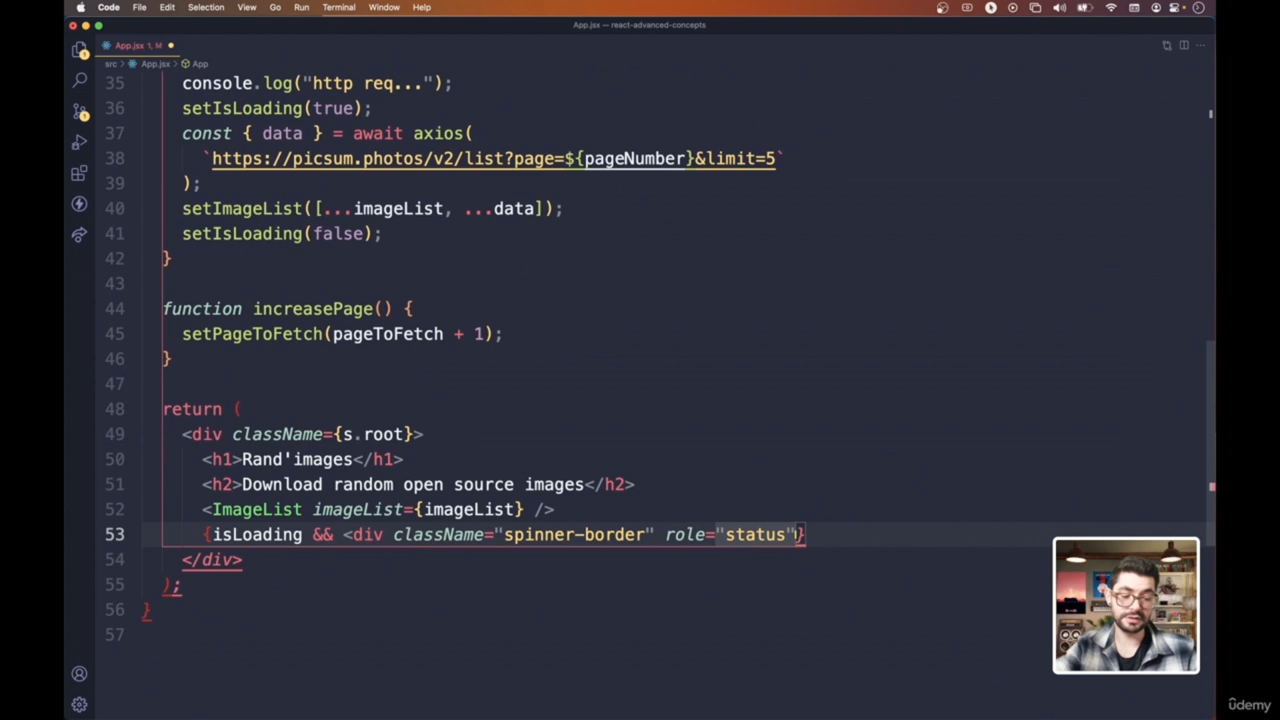 Code File Edit Selection View Go Run Terminal Window Help
App.jsx — react-advanced-concepts
App.jsx 1, M
src > App.jsx > App
35 console.log("http req...");
36 setIsLoading(true);
37 const { data } = await axios(
38 `https://picsum.photos/v2/list?page=${pageNumber}&limit=5`
39 );
40 setImageList([...imageList, ...data]);
41 setIsLoading(false);
42 }
43
44 function increasePage() {
45 setPageToFetch(pageToFetch + 1);
46 }
47
48 return (
49 <div className={s.root}>
50 <h1>Rand'images</h1>
51 <h2>Download random open source images</h2>
52 <ImageList imageList={imageList} />
53 {isLoading && <div className="spinner-border" role="status"}
54 </div>
55 );
56 }
57
ûdemy